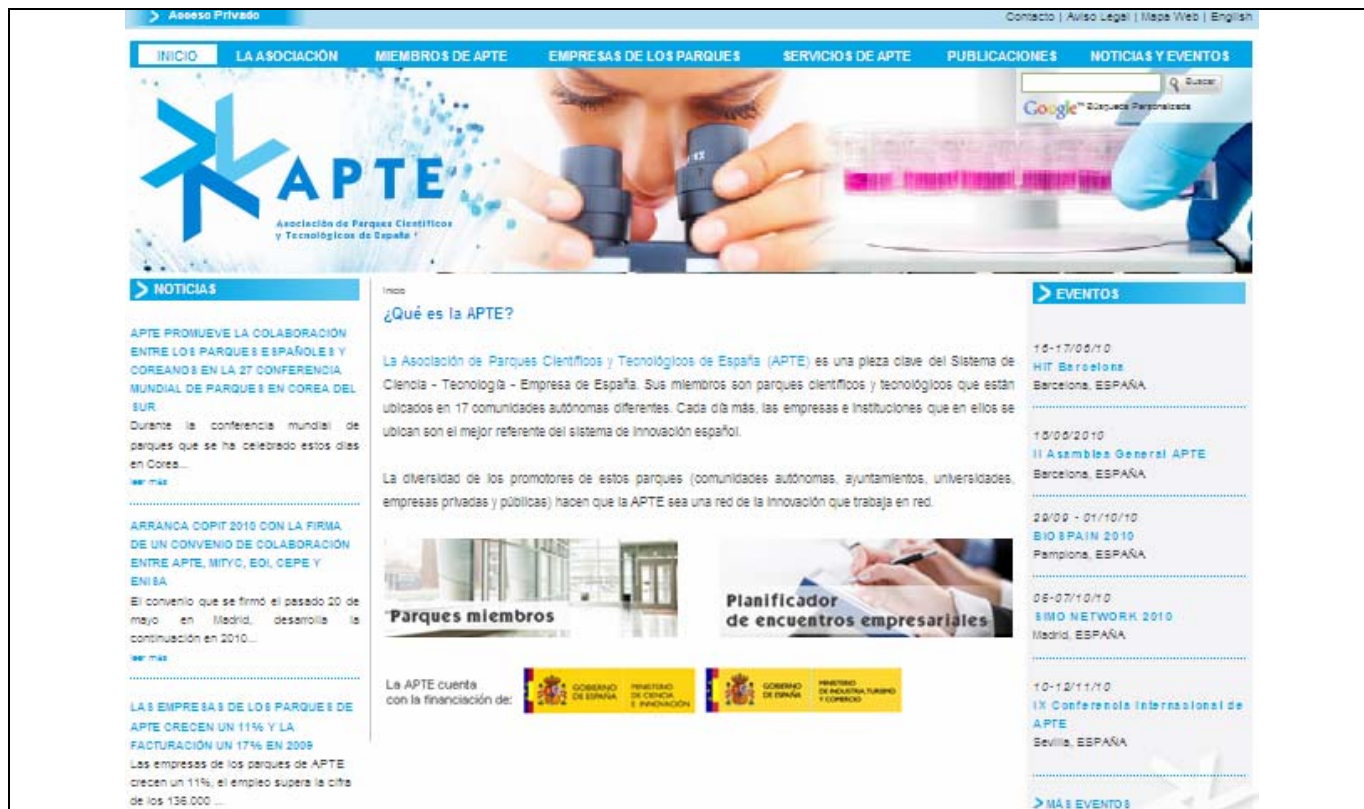 Acceso Privado
Contacto | Aviso Legal | Mapa Web | English
INICIO LA ASOCIACIÓN MIEMBROS DE APTE EMPRESAS DE LOS PARQUES SERVICIOS DE APTE PUBLICACIONES NOTICIAS Y EVENTOS
Buscar
Google™ Búsqueda Personalizada
APTE
Asociación de Parques Científicos
y Tecnológicos de España
NOTICIAS
APTE PROMUEVE LA COLABORACIÓN
ENTRE LOS PARQUES ESPAÑOLES Y
COREANOS EN LA 27 CONFERENCIA
MUNDIAL DE PARQUES EN COREA DEL
SUR
Durante la conferencia mundial de
parques que se ha celebrado estos días
en Corea...
leer más
ARRANCA COPIT 2010 CON LA FIRMA
DE UN CONVENIO DE COLABORACIÓN
ENTRE APTE, MITYC, EOI, CEPE Y
ENISA
El convenio que se firmó el pasado 20 de
mayo en Madrid, desarrolla la
continuación en 2010...
leer más
LAS EMPRESAS DE LOS PARQUES DE
APTE CRECEN UN 11% Y LA
FACTURACIÓN UN 17% EN 2009
Las empresas de los parques de APTE
crecen un 11%, el empleo supera la cifra
de los 136.000 ...
Inicio
¿Qué es la APTE?
La Asociación de Parques Científicos y Tecnológicos de España (APTE) es una pieza clave del Sistema de
Ciencia - Tecnología - Empresa de España. Sus miembros son parques científicos y tecnológicos que están
ubicados en 17 comunidades autónomas diferentes. Cada día más, las empresas e instituciones que en ellos se
ubican son el mejor referente del sistema de innovación español.
La diversidad de los promotores de estos parques (comunidades autónomas, ayuntamientos, universidades,
empresas privadas y públicas) hacen que la APTE sea una red de la innovación que trabaja en red.
Parques miembros
Planificador
de encuentros empresariales
La APTE cuenta
con la financiación de:
GOBIERNO
DE ESPAÑA
MINISTERIO
DE CIENCIA
E INNOVACIÓN
GOBIERNO
DE ESPAÑA
MINISTERIO
DE INDUSTRIA, TURISMO
Y COMERCIO
EVENTOS
HIT Barcelona
Barcelona, ESPAÑA
II Asamblea General APTE
Barcelona, ESPAÑA
29/09 - 01/10/10
BIOSPAIN 2010
Pamplona, ESPAÑA
SIMO NETWORK 2010
Madrid, ESPAÑA
10-12/11/10
IX Conferencia Internacional de
APTE
Sevilla, ESPAÑA
MÁS EVENTOS